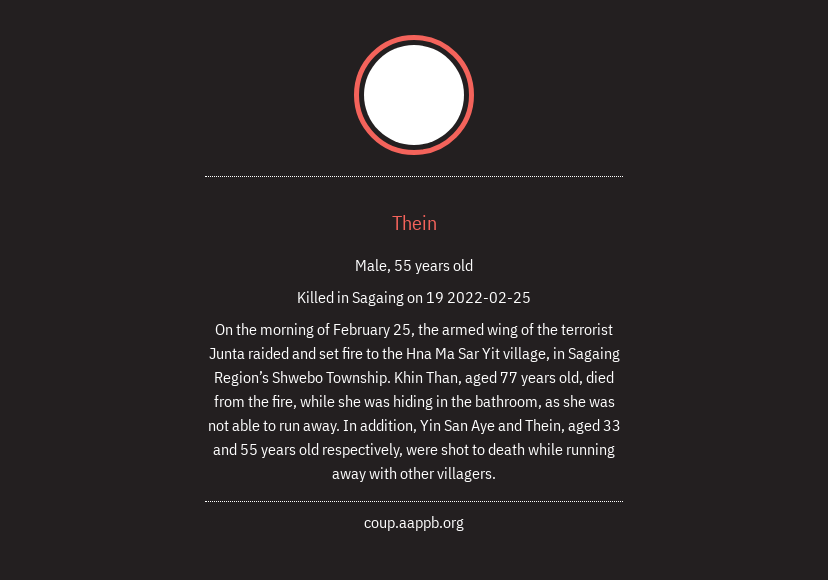 Thein
Male, 55 years old
Killed in Sagaing on 19 2022-02-25
On the morning of February 25, the armed wing of the terrorist
Junta raided and set fire to the Hna Ma Sar Yit village, in Sagaing
Region’s Shwebo Township. Khin Than, aged 77 years old, died
from the fire, while she was hiding in the bathroom, as she was
not able to run away. In addition, Yin San Aye and Thein, aged 33
and 55 years old respectively, were shot to death while running
away with other villagers.
coup.aappb.org